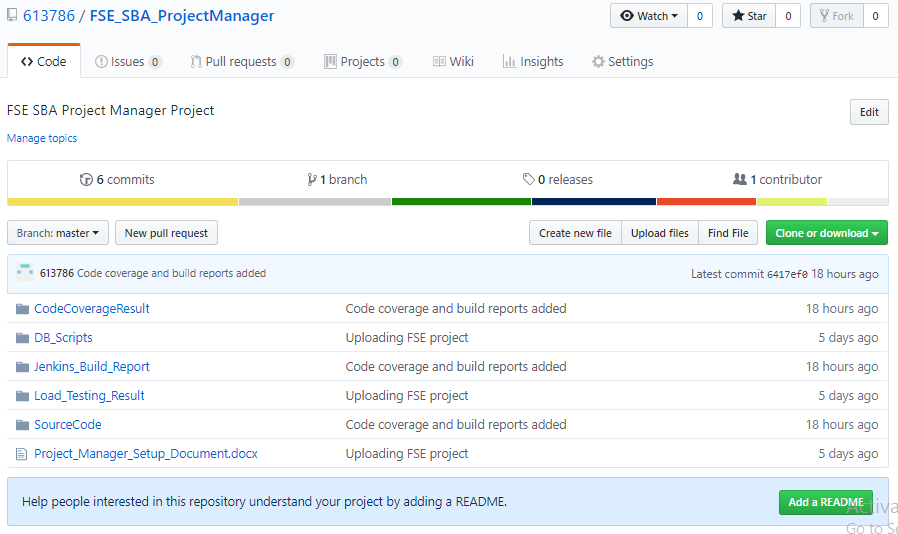 613786 / FSE_SBA_ProjectManager Watch 0 Star 0 Fork 0
Code Issues 0 Pull requests 0 Projects 0 Wiki Insights Settings
FSE SBA Project Manager Project Edit
Manage topics
6 commits 1 branch 0 releases 1 contributor
Branch: master New pull request Create new file Upload files Find File Clone or download
613786 Code coverage and build reports added Latest commit 6417ef0 18 hours ago
CodeCoverageResult Code coverage and build reports added 18 hours ago
DB_Scripts Uploading FSE project 5 days ago
Jenkins_Build_Report Code coverage and build reports added 18 hours ago
Load_Testing_Result Uploading FSE project 5 days ago
SourceCode Code coverage and build reports added 18 hours ago
Project_Manager_Setup_Document.docx Uploading FSE project 5 days ago
Help people interested in this repository understand your project by adding a README. Add a README
Activa
Go to Se